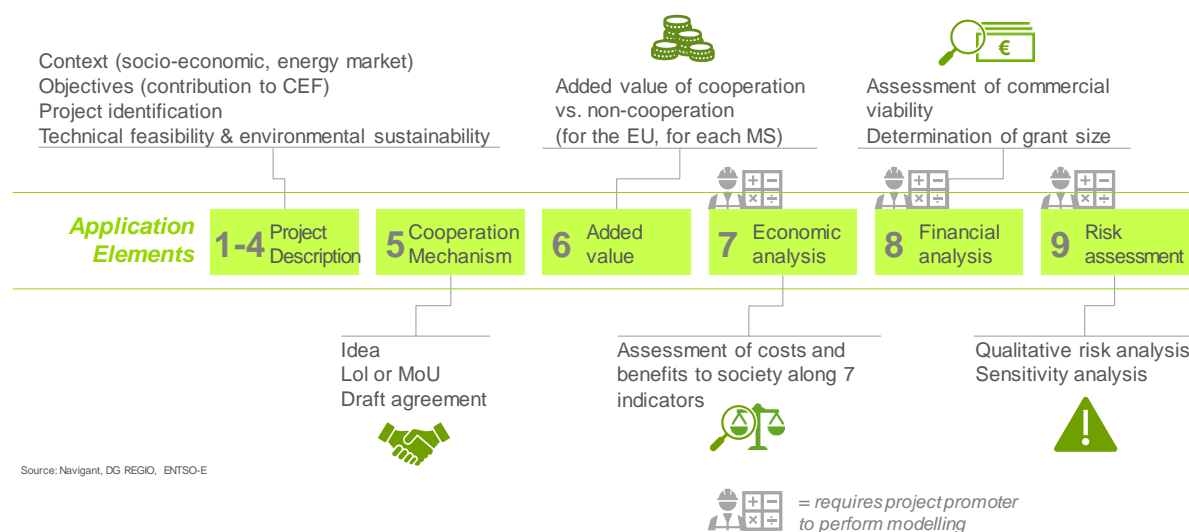 Context (socio-economic, energy market)
Objectives (contribution to CEF)
Project identification
Technical feasibility & environmental sustainability
Added value of cooperation
vs. non-cooperation
(for the EU, for each MS)
€
Assessment of commercial
viability
Determination of grant size
Application
Elements
1-4 Project
Description
5 Cooperation
Mechanism
6 Added
value
7 Economic
analysis
8 Financial
analysis
9 Risk
assessment
Idea
LoI or MoU
Draft agreement
Assessment of costs and
benefits to society along 7
indicators
Qualitative risk analysis
Sensitivity analysis
Source: Navigant, DG REGIO, ENTSO-E
= requires project promoter
to perform modelling